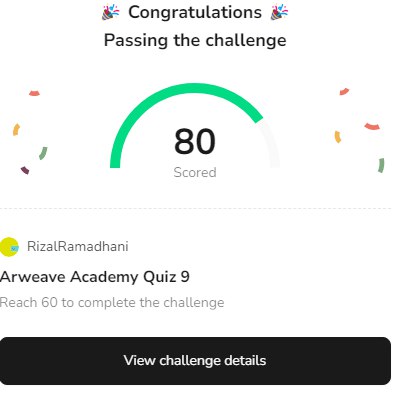 🎉 Congratulations 🎉
Passing the challenge
80
Scored
RizalRamadhani
Arweave Academy Quiz 9
Reach 60 to complete the challenge
View challenge details